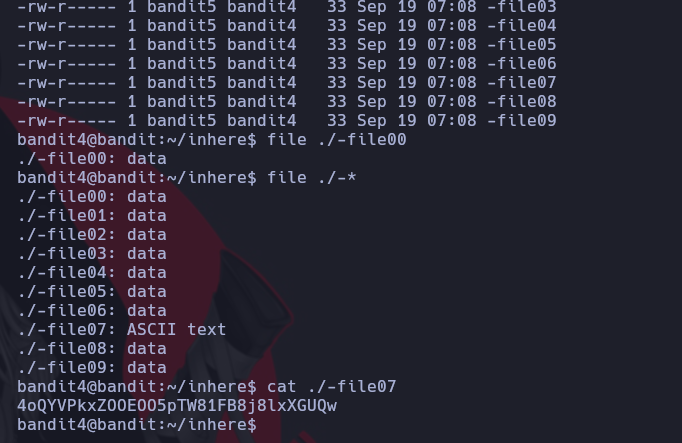 -rw-r----- 1 bandit5 bandit4   33 Sep 19 07:08 -file03
-rw-r----- 1 bandit5 bandit4   33 Sep 19 07:08 -file04
-rw-r----- 1 bandit5 bandit4   33 Sep 19 07:08 -file05
-rw-r----- 1 bandit5 bandit4   33 Sep 19 07:08 -file06
-rw-r----- 1 bandit5 bandit4   33 Sep 19 07:08 -file07
-rw-r----- 1 bandit5 bandit4   33 Sep 19 07:08 -file08
-rw-r----- 1 bandit5 bandit4   33 Sep 19 07:08 -file09
bandit4@bandit:~/inhere$ file ./-file00
./-file00: data
bandit4@bandit:~/inhere$ file ./-*
./-file00: data
./-file01: data
./-file02: data
./-file03: data
./-file04: data
./-file05: data
./-file06: data
./-file07: ASCII text
./-file08: data
./-file09: data
bandit4@bandit:~/inhere$ cat ./-file07
4oQYVPkxZOOEOO5pTW81FB8j8lxXGUQw
bandit4@bandit:~/inhere$